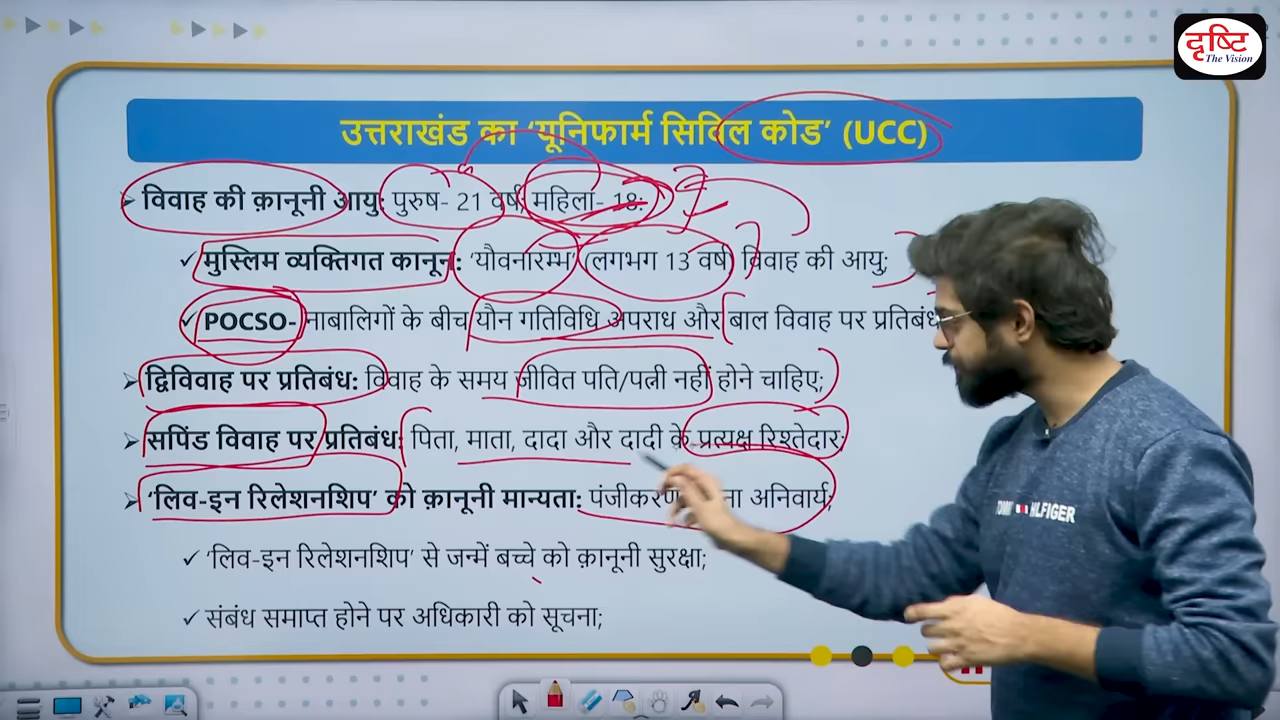 दृष्टि
The Vision
उत्तराखंड का ‘यूनिफार्म सिविल कोड’ (UCC)
विवाह की क़ानूनी आयु: पुरुष- 21 वर्ष, महिला- 18:
मुस्लिम व्यक्तिगत कानून: ‘यौवनारम्भ’ (लगभग 13 वर्ष) विवाह की आयु;
POCSO- नाबालिगों के बीच यौन गतिविधि अपराध और बाल विवाह पर प्रतिबंध
द्विविवाह पर प्रतिबंध: विवाह के समय जीवित पति/पत्नी नहीं होने चाहिए;
सपिंड विवाह पर प्रतिबंध: पिता, माता, दादा और दादी के प्रत्यक्ष रिश्तेदार;
‘लिव-इन रिलेशनशिप’ को क़ानूनी मान्यता: अनिवार्य;
‘लिव-इन रिलेशनशिप’ से जन्में बच्चे को क़ानूनी सुरक्षा;
संबंध समाप्त होने पर अधिकारी को सूचना;
HILFIGER